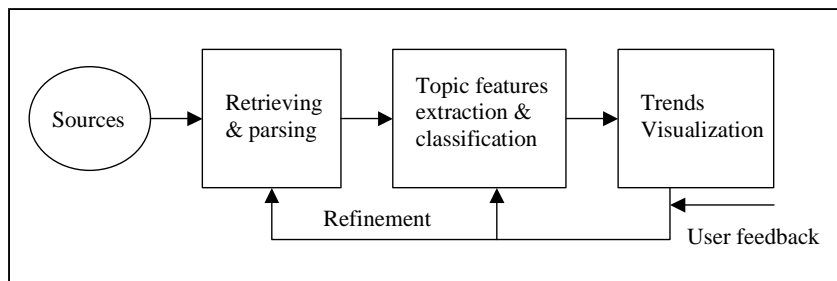 Sources
Retrieving
& parsing
Topic features
extraction &
classification
Trends
Visualization
Refinement
User feedback